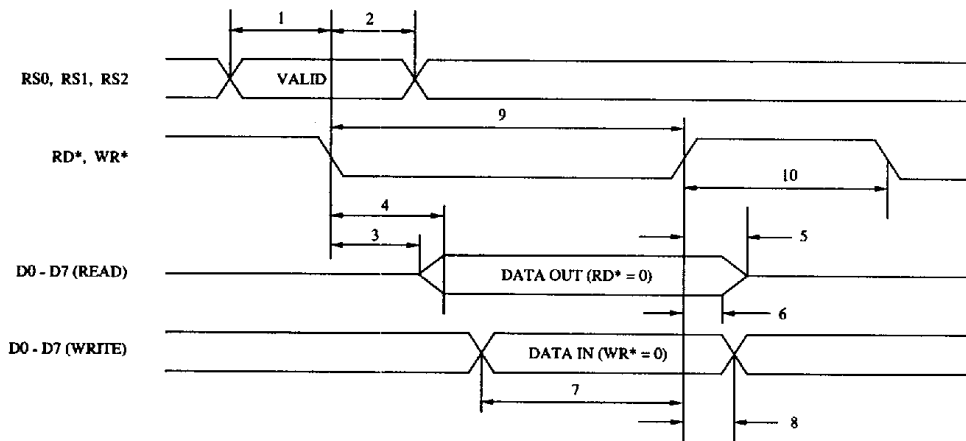 1
2
RS0, RS1, RS2
VALID
9
RD*, WR*
10
4
3
5
D0 - D7 (READ)
DATA OUT (RD* = 0)
6
D0 - D7 (WRITE)
DATA IN (WR* = 0)
7
8